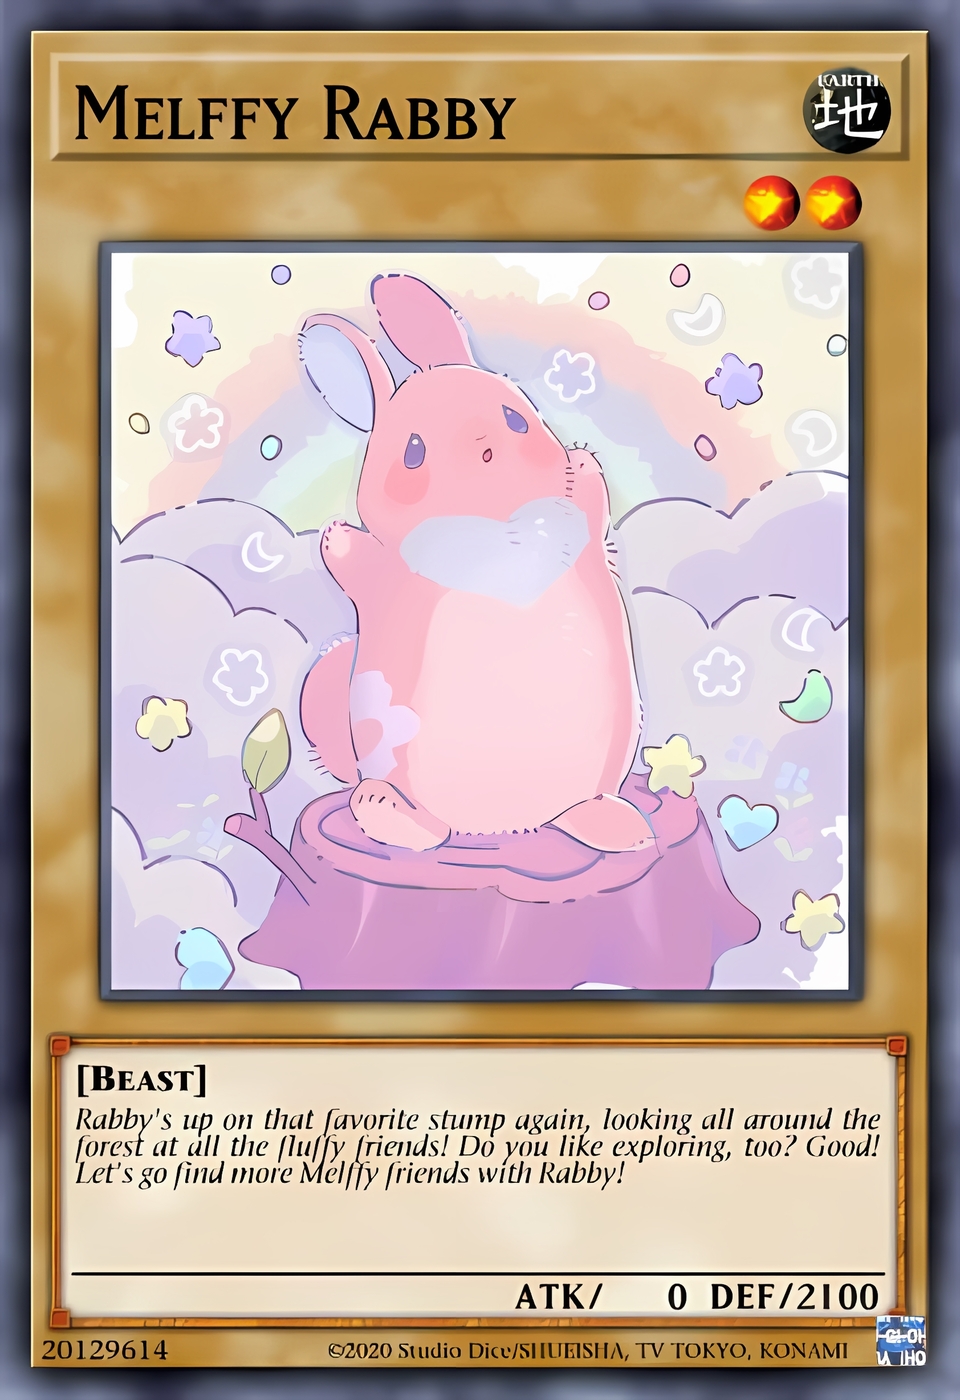 MELFFY RABBY
EARTH
地
[BEAST]
Rabby's up on that favorite stump again, looking all around the
forest at all the fluffy friends! Do you like exploring, too? Good!
Let's go find more Melffy friends with Rabby!
ATK/ 0 DEF/2100
20129614
©2020 Studio Dice/SHUEISHA, TV TOKYO, KONAMI